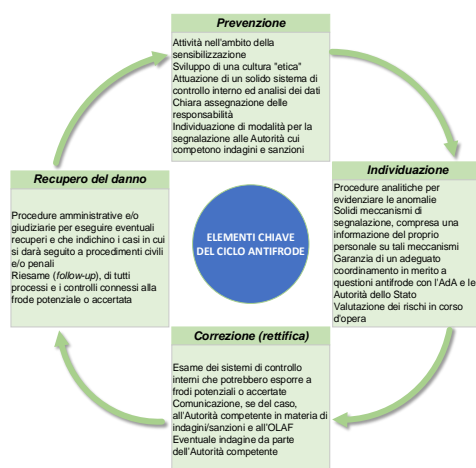 Prevenzione
Attività nell'ambito della
sensibilizzazione
Sviluppo di una cultura "etica"
Attuazione di un solido sistema di
controllo interno ed analisi dei dati
Chiara assegnazione delle
responsabilità
Individuazione di modalità per la
segnalazione alle Autorità cui
competono indagini e sanzioni
Individuazione
Procedure analitiche per
evidenziare le anomalie
Solidi meccanismi di
segnalazione, compresa una
informazione del proprio
personale su tali meccanismi
Garanzia di un adeguato
coordinamento in merito a
questioni antifrode con l'AdA e le
Autorità dello Stato
Valutazione dei rischi in corso
d'opera
Correzione (rettifica)
Esame dei sistemi di controllo
interni che potrebbero esporre a
frodi potenziali o accertate
Comunicazione, se del caso,
all'Autorità competente in materia di
indagini/sanzioni e all'OLAF
Eventuale indagine da parte
dell'Autorità competente
Recupero del danno
Procedure amministrative e/o
giudiziarie per eseguire eventuali
recuperi e che indichino i casi in cui
si darà seguito a procedimenti civili
e/o penali
Riesame (follow-up), di tutti
processi e i controlli connessi alla
frode potenziale o accertata
ELEMENTI CHIAVE
DEL CICLO ANTIFRODE